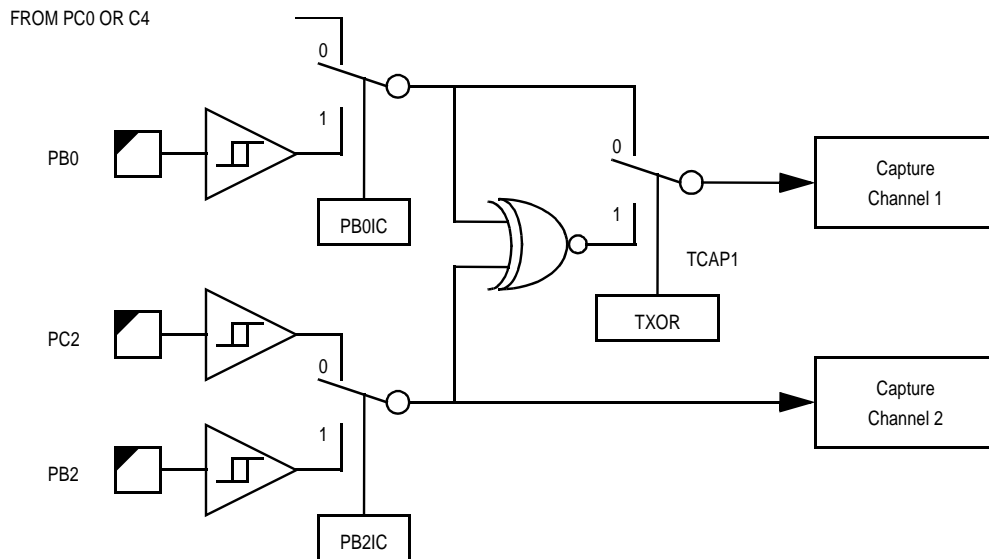 FROM PC0 OR C4
0
1
PB0
PB0IC
0
1
TCAP1
TXOR
Capture
Channel 1
PC2
0
1
PB2
PB2IC
Capture
Channel 2